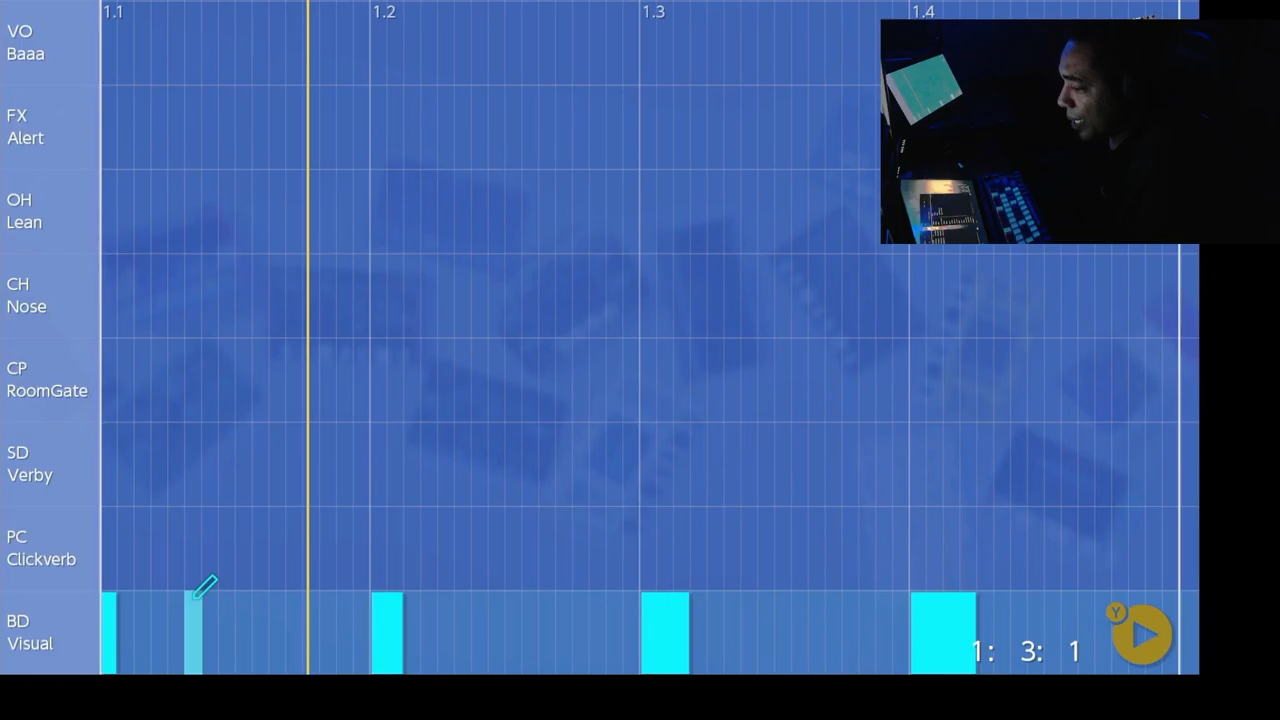 1.1
1.2
1.3
1.4
VO
Baaa
FX
Alert
OH
Lean
CH
Nose
CP
RoomGate
SD
Verby
PC
Clickverb
BD
Visual
1: 3: 1
Y